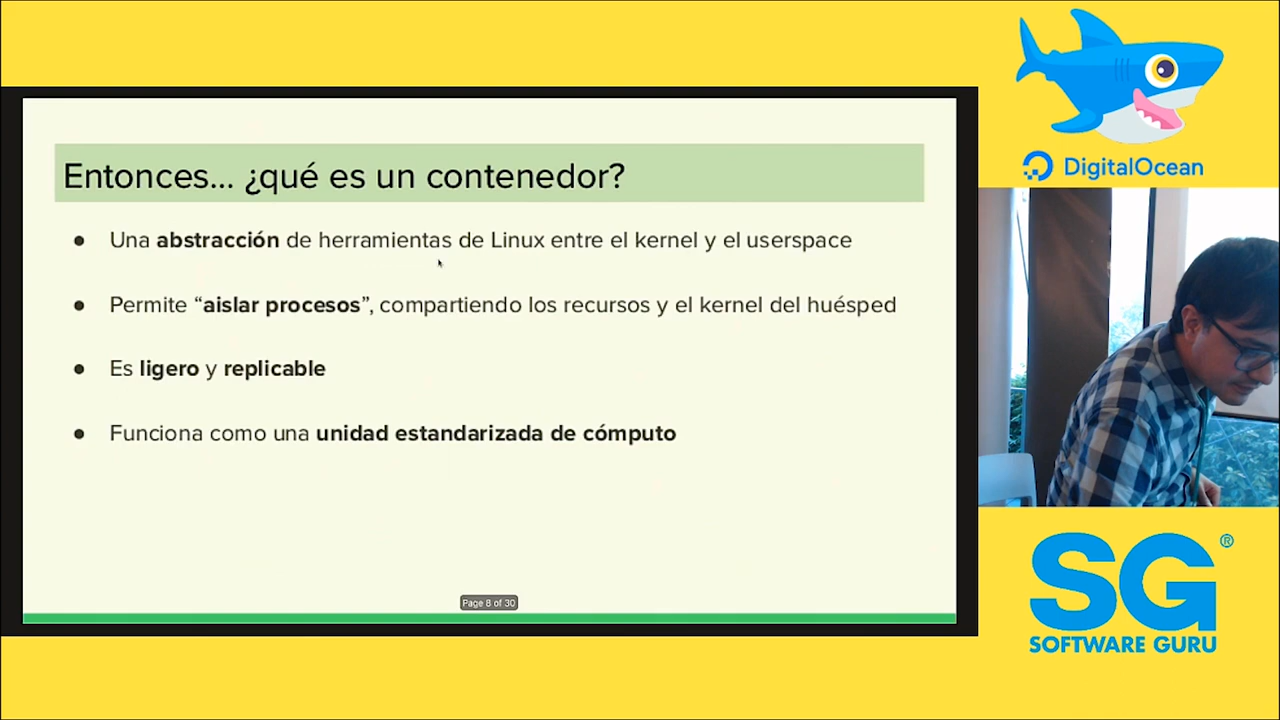 Entonces... ¿qué es un contenedor?
● Una abstracción de herramientas de Linux entre el kernel y el userspace
● Permite “aislar procesos”, compartiendo los recursos y el kernel del huésped
● Es ligero y replicable
● Funciona como una unidad estandarizada de cómputo
Page 8 of 30
DigitalOcean
SG®
SOFTWARE GURU